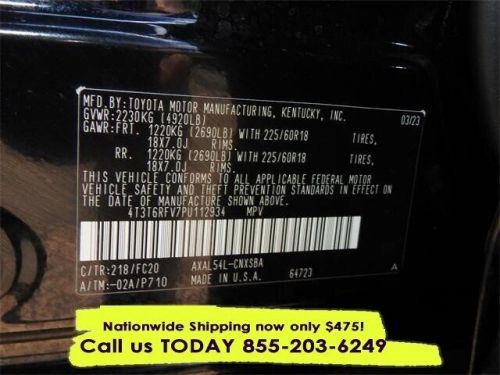 MFD. BY: TOYOTA MOTOR MANUFACTURING, KENTUCKY, INC.
GVWR: 2230KG (4920LB) 03/23
GAWR: FRT. 1220KG (2690LB) WITH 225/60R18 TIRES,
18X7.0J RIMS.
RR. 1220KG (2690LB) WITH 225/60R18 TIRES,
18X7.0J RIMS.
THIS VEHICLE CONFORMS TO ALL APPLICABLE FEDERAL MOTOR
VEHICLE SAFETY AND THEFT PREVENTION STANDARDS IN EFFECT ON
THE DATE OF MANUFACTURE SHOWN ABOVE.
4T3T6RFV7PU112934 MPV
C/TR: 218/FC20 AXAL54L-CNXSBA A
A/TM: -02A/P710 MADE IN U.S.A. 64723
Nationwide Shipping now only $475!
Call us TODAY 855-203-6249